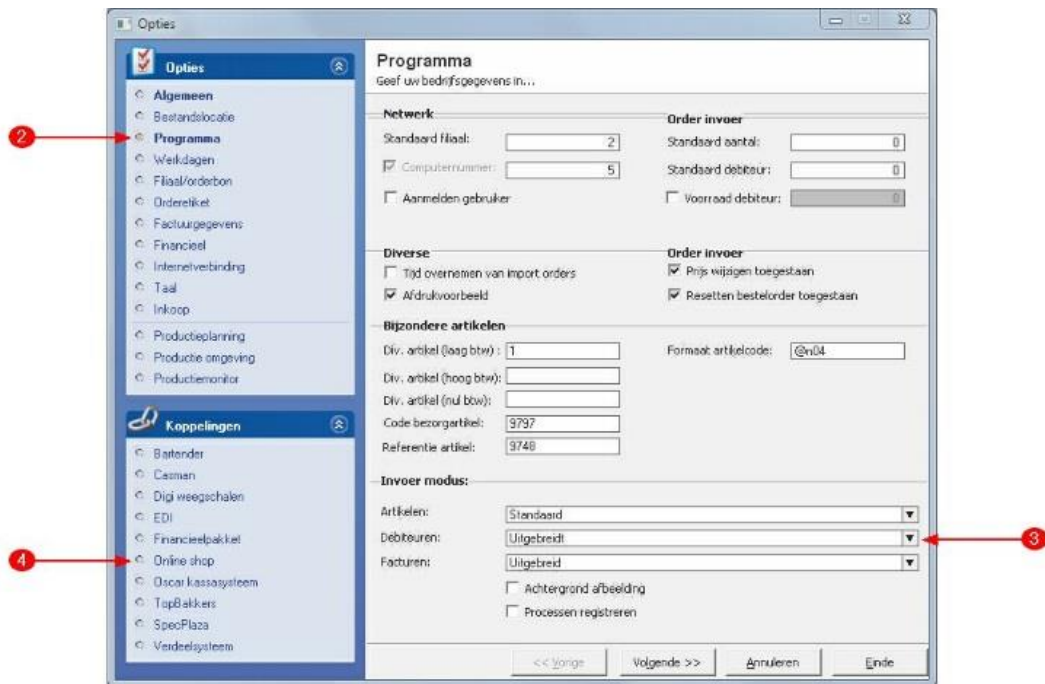 Opties
Opties
Algemeen
Bestandslocatie
Programma
Werkdagen
Filiaal/orderbon
Orderetiket
Factuurgegevens
Financieel
Internetverbinding
Taal
Inkoop
Productieplanning
Productie omgeving
Productiemonitor
Koppelingen
Bartender
Casman
Digi weegschalen
EDI
Financieelpakket
Online shop
Oscar kassasysteem
TopBakkers
SpecPlaza
Verdeelsysteem
2
4
Programma
Geef uw bedrijfsgegevens in...
Netwerk
Standaard filiaal: 2
Computernummer: 5
Aanmelden gebruiker
Order invoer
Standaard aantal: 0
Standaard debiteur: 0
Voorraad debiteur: 0
Diverse
Tijd overnemen van import orders
Afdrukvoorbeeld
Order invoer
Prijs wijzigen toegestaan
Resetten bestelorder toegestaan
Bijzondere artikelen
Div. artikel (laag btw) : 1
Formaat artikelcode: @n04
Div. artikel (hoog btw):
Div. artikel (nul btw):
Code bezorgartikel: 9797
Referentie artikel: 9748
Invoer modus:
Artikelen: Standaard
Debiteuren: Uitgebreidt
3
Facturen: Uitgebreid
Achtergrond afbeelding
Processen registreren
<< Vorige
Volgende >>
Annuleren
Einde